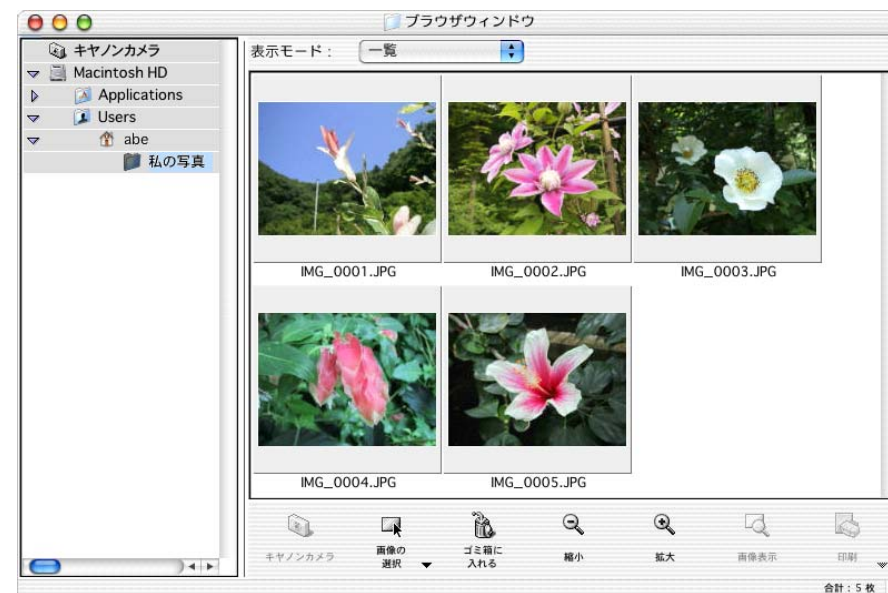 ブラウザウィンドウ
キヤノンカメラ
Macintosh HD
Applications
Users
abe
私の写真
表示モード：
一覧
IMG_0001.JPG
IMG_0002.JPG
IMG_0003.JPG
IMG_0004.JPG
IMG_0005.JPG
キヤノンカメラ
画像の
選択
ゴミ箱に
入れる
縮小
拡大
画像表示
印刷
合計：5 枚